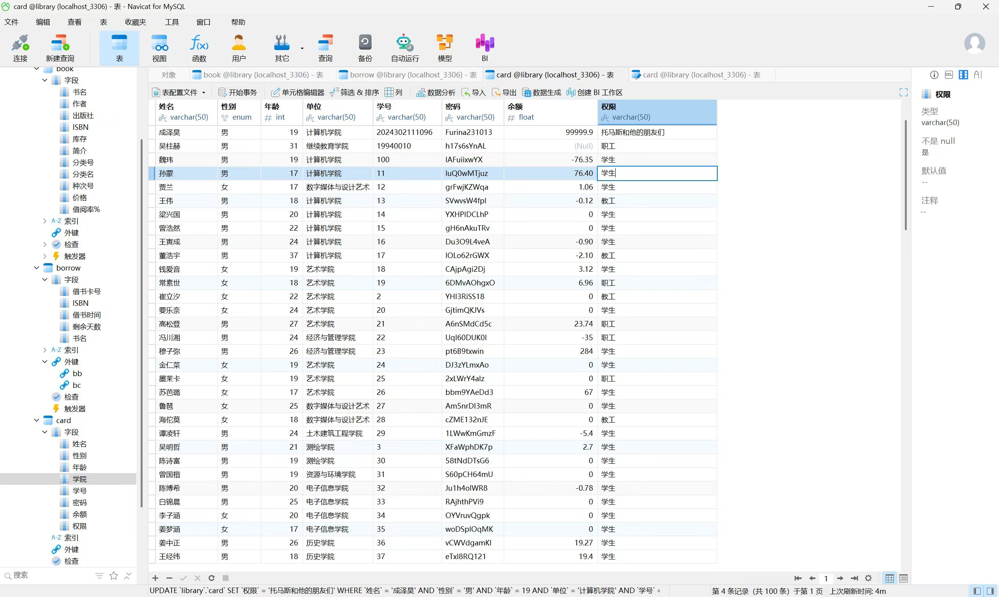 card @library (localhost_3306) - 表 - Navicat for MySQL
文件 编辑 查看 表 收藏夹 工具 窗口 帮助
连接 新建查询 表 视图 函数 用户 其它 查询 备份 自动运行 模型 BI
对象 book @library (localhost_3306) - 表 borrow @library (localhost_3306) - 表 card @library (localhost_3306) - 表 card @library (localhost_3306) - 表
表配置文件 开始事务 单元格编辑器 筛选 & 排序 列 数据分析 导入 导出 数据生成 创建 BI 工作区
book
字段
书名
作者
出版社
ISBN
库存
简介
分类号
分类名
种次号
价格
借阅率%
A-Z 索引
外键
检查
触发器
borrow
字段
借书卡号
ISBN
借书时间
剩余天数
书名
A-Z 索引
外键
bb
bc
检查
触发器
card
字段
姓名
性别
年龄
学院
学号
密码
余额
权限
A-Z 索引
外键
检查
搜索
姓名 性别 年龄 单位 学号 密码 余额 权限
varchar(50) enum int varchar(50) varchar(50) varchar(50) float varchar(50)
成泽昊 男 19 计算机学院 2024302111096 Furina231013 99999.9 托马斯和他的朋友们
吴柱赫 男 31 继续教育学院 19940010 h17s6sYnAL (Null) 职工
魏玮 男 19 计算机学院 100 IAFuiixwYX -76.35 学生
孙蒙 男 17 计算机学院 11 luQ0wMTjuz 76.40 学生
贾兰 女 17 数字媒体与设计艺术 12 grFwjKZWqa 1.06 学生
王伟 男 18 计算机学院 13 SVwvsW4fpI -0.12 教工
梁兴国 男 20 计算机学院 14 YXHPIDCLhP 0 学生
曾浩然 男 22 计算机学院 15 gH6nAkuTRv 0 学生
王寅成 男 24 计算机学院 16 Du3O9L4veA -0.90 学生
董浩宇 男 37 计算机学院 17 IOLo62rGWX -2.10 教工
钱爱音 女 19 艺术学院 18 CAjpAgi2Dj 3.12 学生
常素世 女 18 艺术学院 19 6DMvAOhgxO 6.96 职工
崔立汐 女 22 艺术学院 2 YHI3RiSS18 0 教工
要乐奈 女 24 艺术学院 20 GjtimQKJVs 0 学生
高松登 男 27 艺术学院 21 A6nSMdCd5c 23.74 职工
冯川湘 男 24 经济与管理学院 22 Uql60DUK0I -35 职工
穆子弥 男 26 经济与管理学院 23 pt6B9txwin 284 学生
金仁菜 女 19 艺术学院 24 DJ3zYLmxAo 0 学生
墨茉卡 女 19 艺术学院 25 2xLWrY4alz 0 职工
苏芭璐 女 17 艺术学院 26 bbm9YAeDd3 67 学生
鲁琶 女 25 数字媒体与设计艺术 27 Am5nrDI3mR 0 学生
海佗莫 女 18 数字媒体与设计艺术 28 cZME132nJE 0 教工
谭凌轩 男 24 土木建筑工程学院 29 1LWwKmGmzF -5.4 学生
吴明哲 男 21 测绘学院 3 XFaWphDK7p 2.7 学生
陈诗富 男 19 测绘学院 30 58tNdDTsG6 0 学生
曾国楷 男 19 资源与环境学院 31 S60pCH64mU 0 学生
陈博希 男 20 电子信息学院 32 Ju1h4olWR8 -0.78 学生
白锦晨 男 25 电子信息学院 33 RAjhthPVi9 0 学生
李子涵 女 20 电子信息学院 34 OYVruvQgpk 0 学生
姜梦涵 女 17 电子信息学院 35 woDSplOqMK 0 学生
姜中正 男 26 历史学院 36 vCWVdgamKI 19.27 学生
王经纬 男 18 历史学院 37 eTxI8RQ121 19.4 学生
DDL AI
权限
类型
varchar(50)
不是 null
是
默认值
--
注释
--
1
UPDATE `library`.`card` SET `权限` = '托马斯和他的朋友们' WHERE `姓名` = '成泽昊' AND `性别` = '男' AND `年龄` = 19 AND `单位` = '计算机学院' AND `学号` =
第 4 条记录 (共 100 条) 于第 1 页 上次刷新时间: 4m